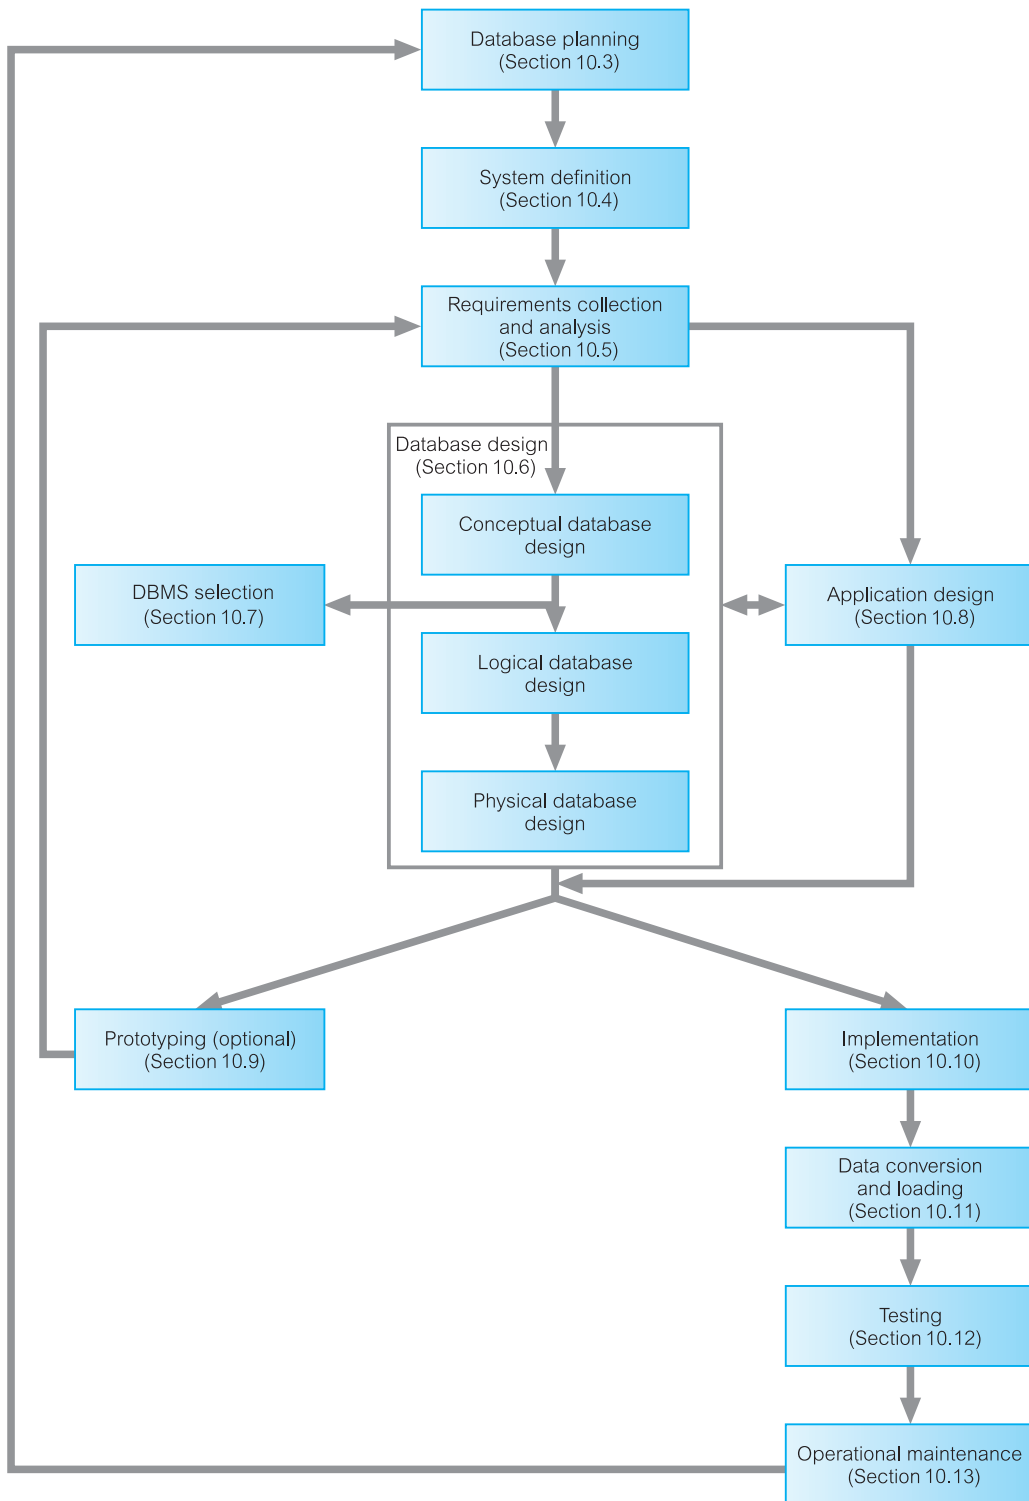 Database planning
(Section 10.3)
System definition
(Section 10.4)
Requirements collection
and analysis
(Section 10.5)
Database design
(Section 10.6)
Conceptual database
design
DBMS selection
(Section 10.7)
Application design
(Section 10.8)
Logical database
design
Physical database
design
Prototyping (optional)
(Section 10.9)
Implementation
(Section 10.10)
Data conversion
and loading
(Section 10.11)
Testing
(Section 10.12)
Operational maintenance
(Section 10.13)